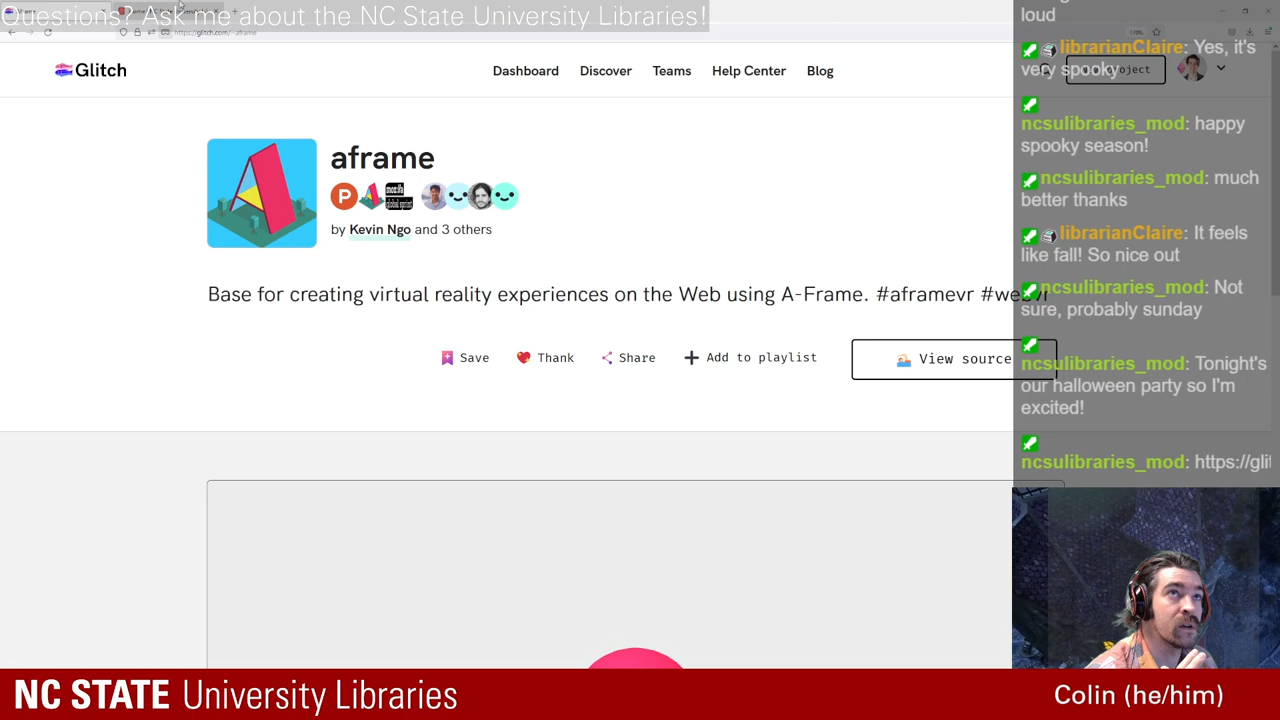 Questions? Ask me about the NC State University Libraries!
https://glitch.com/~aframe
Glitch
Dashboard
Discover
Teams
Help Center
Blog
aframe
by Kevin Ngo and 3 others
Base for creating virtual reality experiences on the Web using A-Frame. #aframevr #webvr
Save
Thank
Share
Add to playlist
View source
loud
librarianClaire: Yes, it's
very spooky
ncsulibraries_mod: happy
spooky season!
ncsulibraries_mod: much
better thanks
librarianClaire: It feels
like fall! So nice out
ncsulibraries_mod: Not
sure, probably sunday
ncsulibraries_mod: Tonight's
our halloween party so I'm
excited!
ncsulibraries_mod: https://gli
NC STATE University Libraries
Colin (he/him)